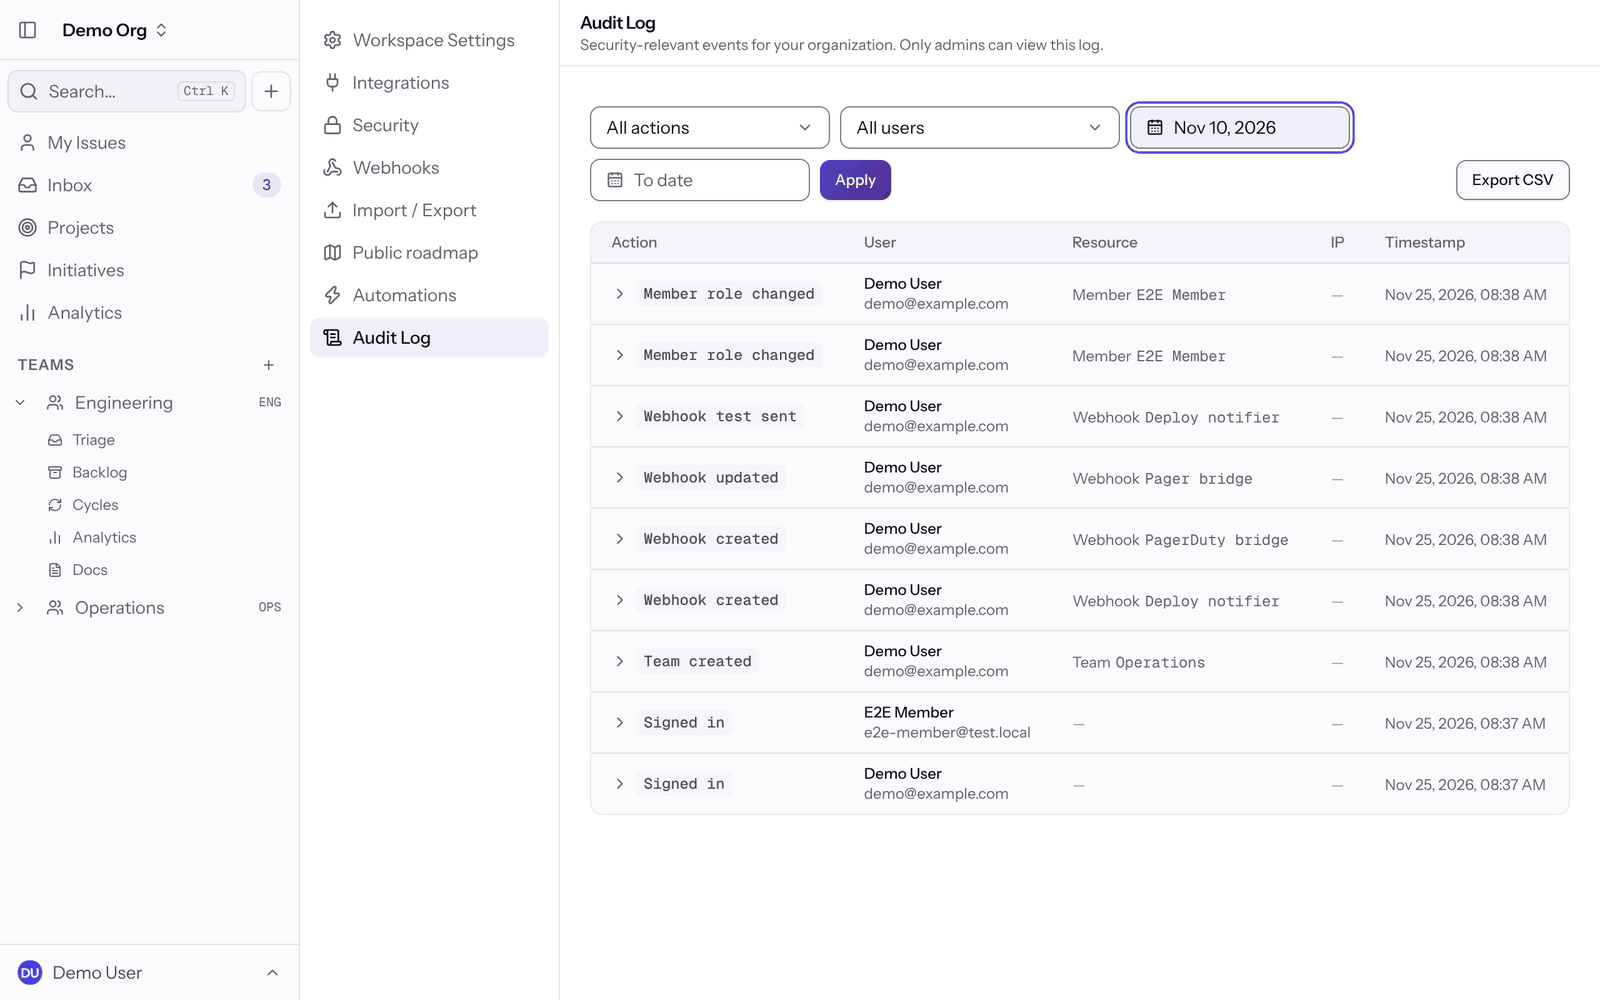 Demo Org
Search...
Ctrl K
My Issues
Inbox
3
Projects
Initiatives
Analytics
TEAMS
Engineering
ENG
Triage
Backlog
Cycles
Analytics
Docs
Operations
OPS
DU
Demo User
Workspace Settings
Integrations
Security
Webhooks
Import / Export
Public roadmap
Automations
Audit Log
Audit Log
Security-relevant events for your organization. Only admins can view this log.
All actions
All users
Nov 10, 2026
To date
Apply
Export CSV
Action User Resource IP Timestamp
Member role changed
Demo User
demo@example.com
Member E2E Member
—
Nov 25, 2026, 08:38 AM
Member role changed
Demo User
demo@example.com
Member E2E Member
—
Nov 25, 2026, 08:38 AM
Webhook test sent
Demo User
demo@example.com
Webhook Deploy notifier
—
Nov 25, 2026, 08:38 AM
Webhook updated
Demo User
demo@example.com
Webhook Pager bridge
—
Nov 25, 2026, 08:38 AM
Webhook created
Demo User
demo@example.com
Webhook PagerDuty bridge
—
Nov 25, 2026, 08:38 AM
Webhook created
Demo User
demo@example.com
Webhook Deploy notifier
—
Nov 25, 2026, 08:38 AM
Team created
Demo User
demo@example.com
Team Operations
—
Nov 25, 2026, 08:38 AM
Signed in
E2E Member
e2e-member@test.local
—
—
Nov 25, 2026, 08:37 AM
Signed in
Demo User
demo@example.com
—
—
Nov 25, 2026, 08:37 AM